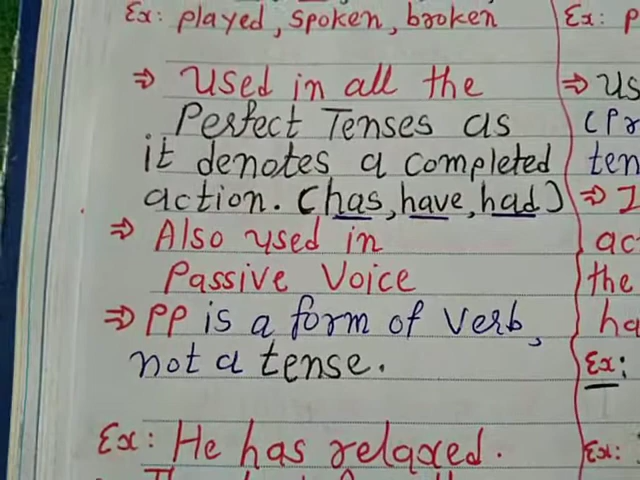 Ex: played, spoken, broken
⇒ Used in all the
Perfect Tenses as
it denotes a completed
action. (has, have, had)
⇒ Also used in
Passive Voice
⇒ PP is a form of verb,
not a tense.
Ex: He has relaxed.
Ex: P
⇒ US
(Pr
ten
⇒ I
ac
the
ha
Ex:
Ex: